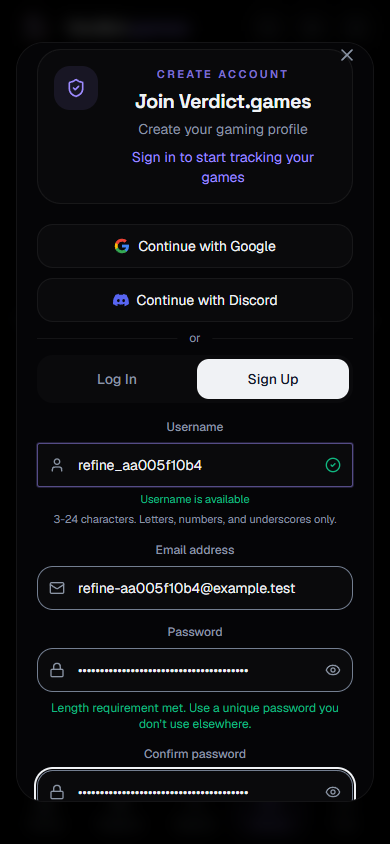 CREATE ACCOUNT
Join Verdict.games
Create your gaming profile
Sign in to start tracking your
games
Continue with Google
Continue with Discord
or
Log In
Sign Up
Username
refine_aa005f10b4
Username is available
3-24 characters. Letters, numbers, and underscores only.
Email address
refine-aa005f10b4@example.test
Password
Length requirement met. Use a unique password you
don't use elsewhere.
Confirm password